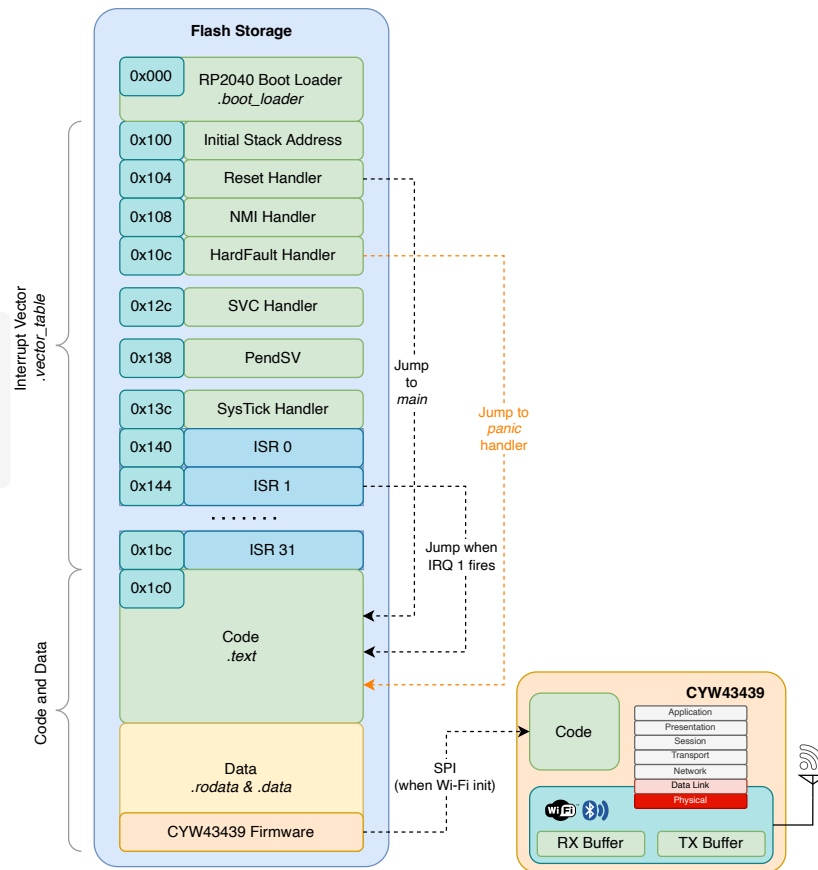 Flash Storage
0x000
RP2040 Boot Loader
.boot_loader
0x100
Initial Stack Address
0x104
Reset Handler
0x108
NMI Handler
0x10c
HardFault Handler
0x12c
SVC Handler
0x138
PendSV
0x13c
SysTick Handler
0x140
ISR 0
0x144
ISR 1
.......
0x1bc
ISR 31
0x1c0
Code
.text
Data
.rodata & .data
CYW43439 Firmware
Interrupt Vector
.vector_table
Code and Data
Jump
to
main
Jump to
panic
handler
Jump when
IRQ 1 fires
SPI
(when Wi-Fi init)
CYW43439
Code
Application
Presentation
Session
Transport
Network
Data Link
Physical
WiFi
RX Buffer
TX Buffer